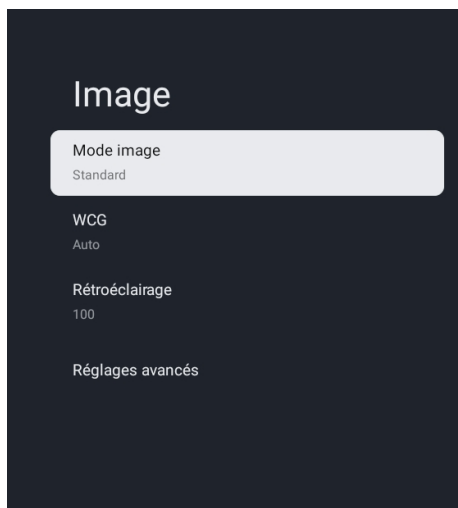 Image
Mode image
Standard
WCG
Auto
Rétroéclairage
100
Réglages avancés